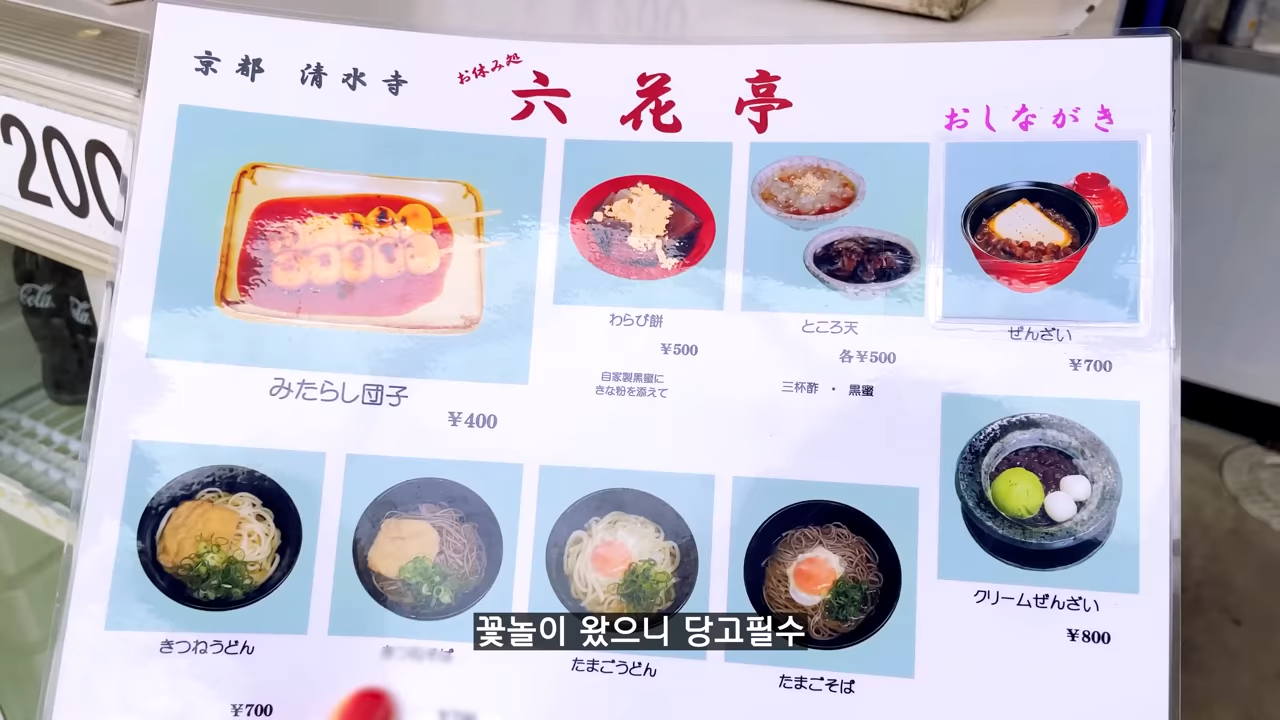 京都 清水寺
お休み処
六花亭
おしながき
200
Cola
わらび餅
¥500
自家製黒蜜に
きな粉を添えて
ところ天
各¥500
三杯酢 ・ 黒蜜
ぜんざい
¥700
みたらし団子
¥400
クリームぜんざい
¥800
きつねうどん
¥700
たまごうどん
たまごそば
꽃놀이 왔으니 당고필수